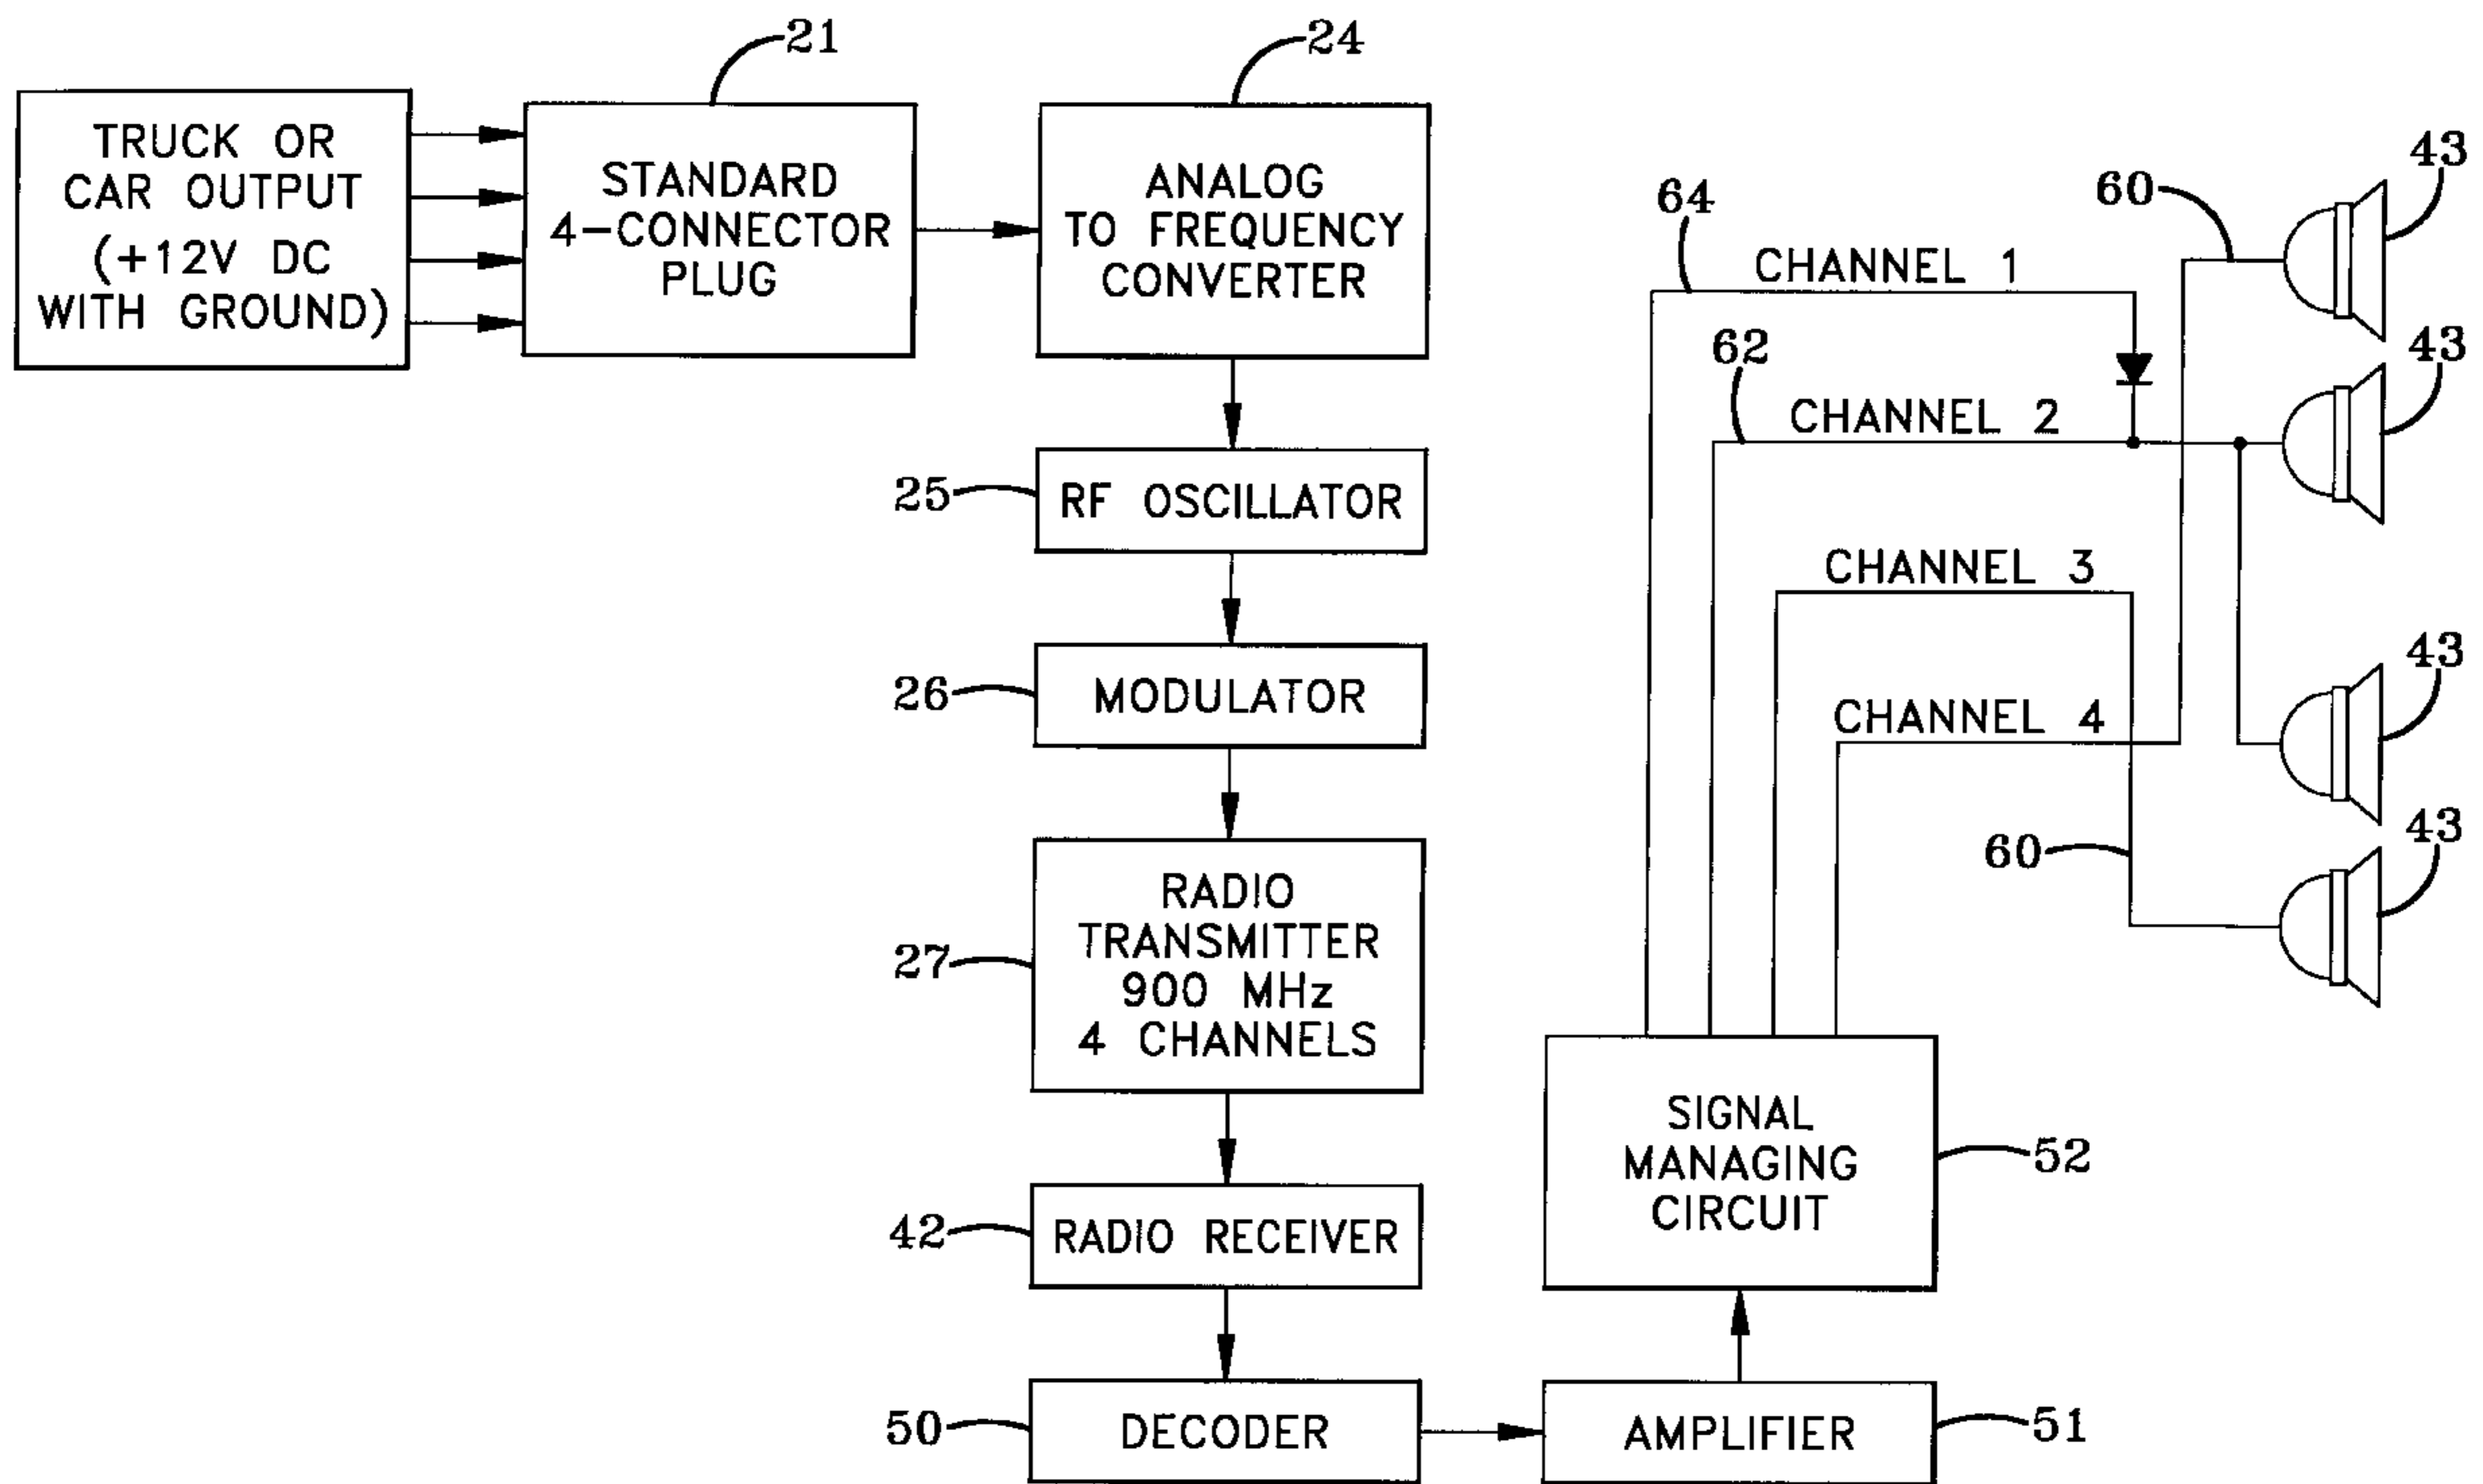 21
24
TRUCK OR
CAR OUTPUT
(+12V DC
WITH GROUND)
STANDARD
4-CONNECTOR
PLUG
ANALOG
TO FREQUENCY
CONVERTER
43
60
64
CHANNEL 1
43
62
CHANNEL 2
25
RF OSCILLATOR
CHANNEL 3
43
26
MODULATOR
CHANNEL 4
43
60
27
RADIO
TRANSMITTER
900 MHz
4 CHANNELS
SIGNAL
MANAGING
CIRCUIT
52
42
RADIO RECEIVER
50
DECODER
AMPLIFIER
51